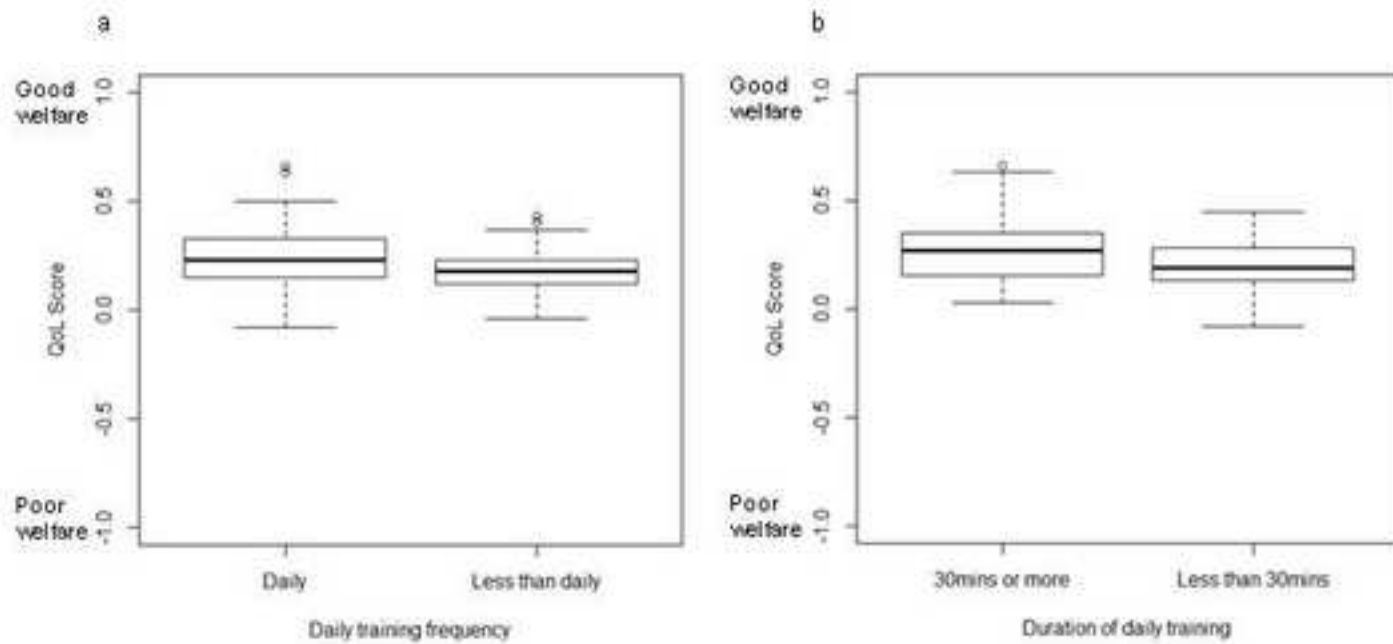 a
Good
welfare
1.0
0.5
QoL Score
0.0
-0.5
Poor
welfare
-1.0
Daily
Less than daily
Daily training frequency
b
Good
welfare
1.0
0.5
QoL Score
0.0
-0.5
Poor
welfare
-1.0
30mins or more
Less than 30mins
Duration of daily training